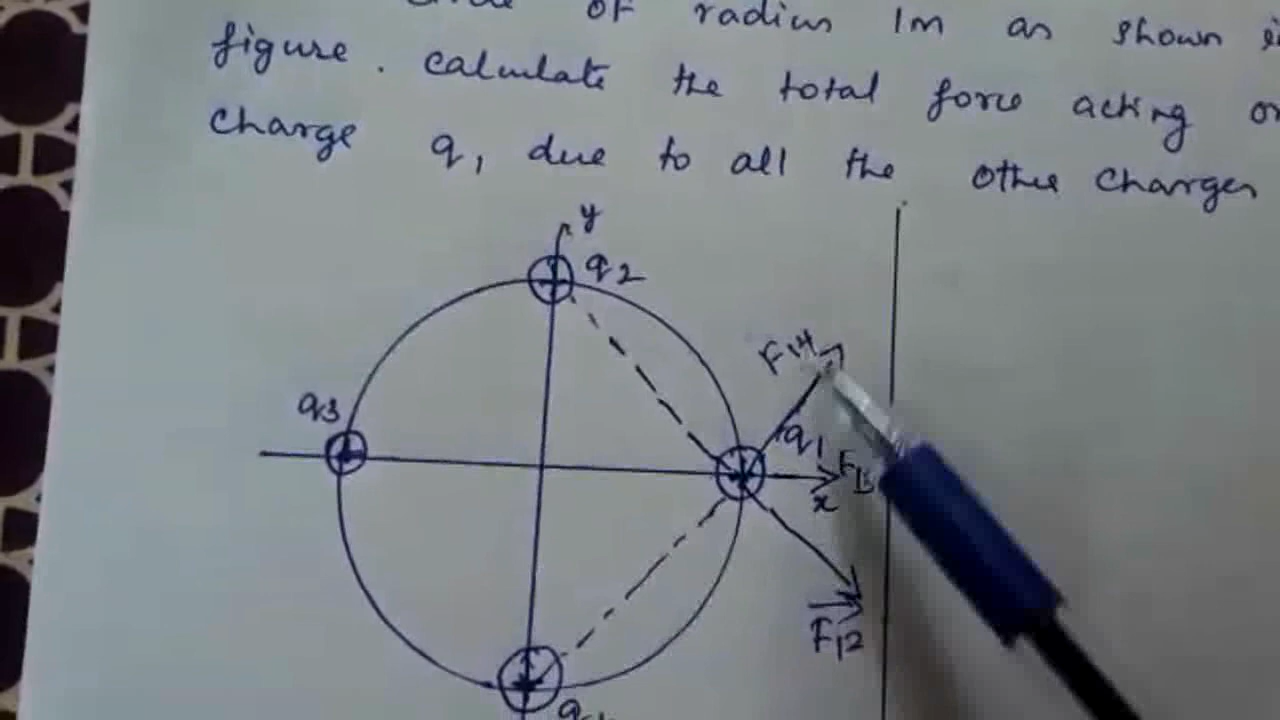 of radius 1m as shown
figure. calculate the total force acting
charge q1 due to all the other charges
y
q2
F14
q3
q1
x
F12